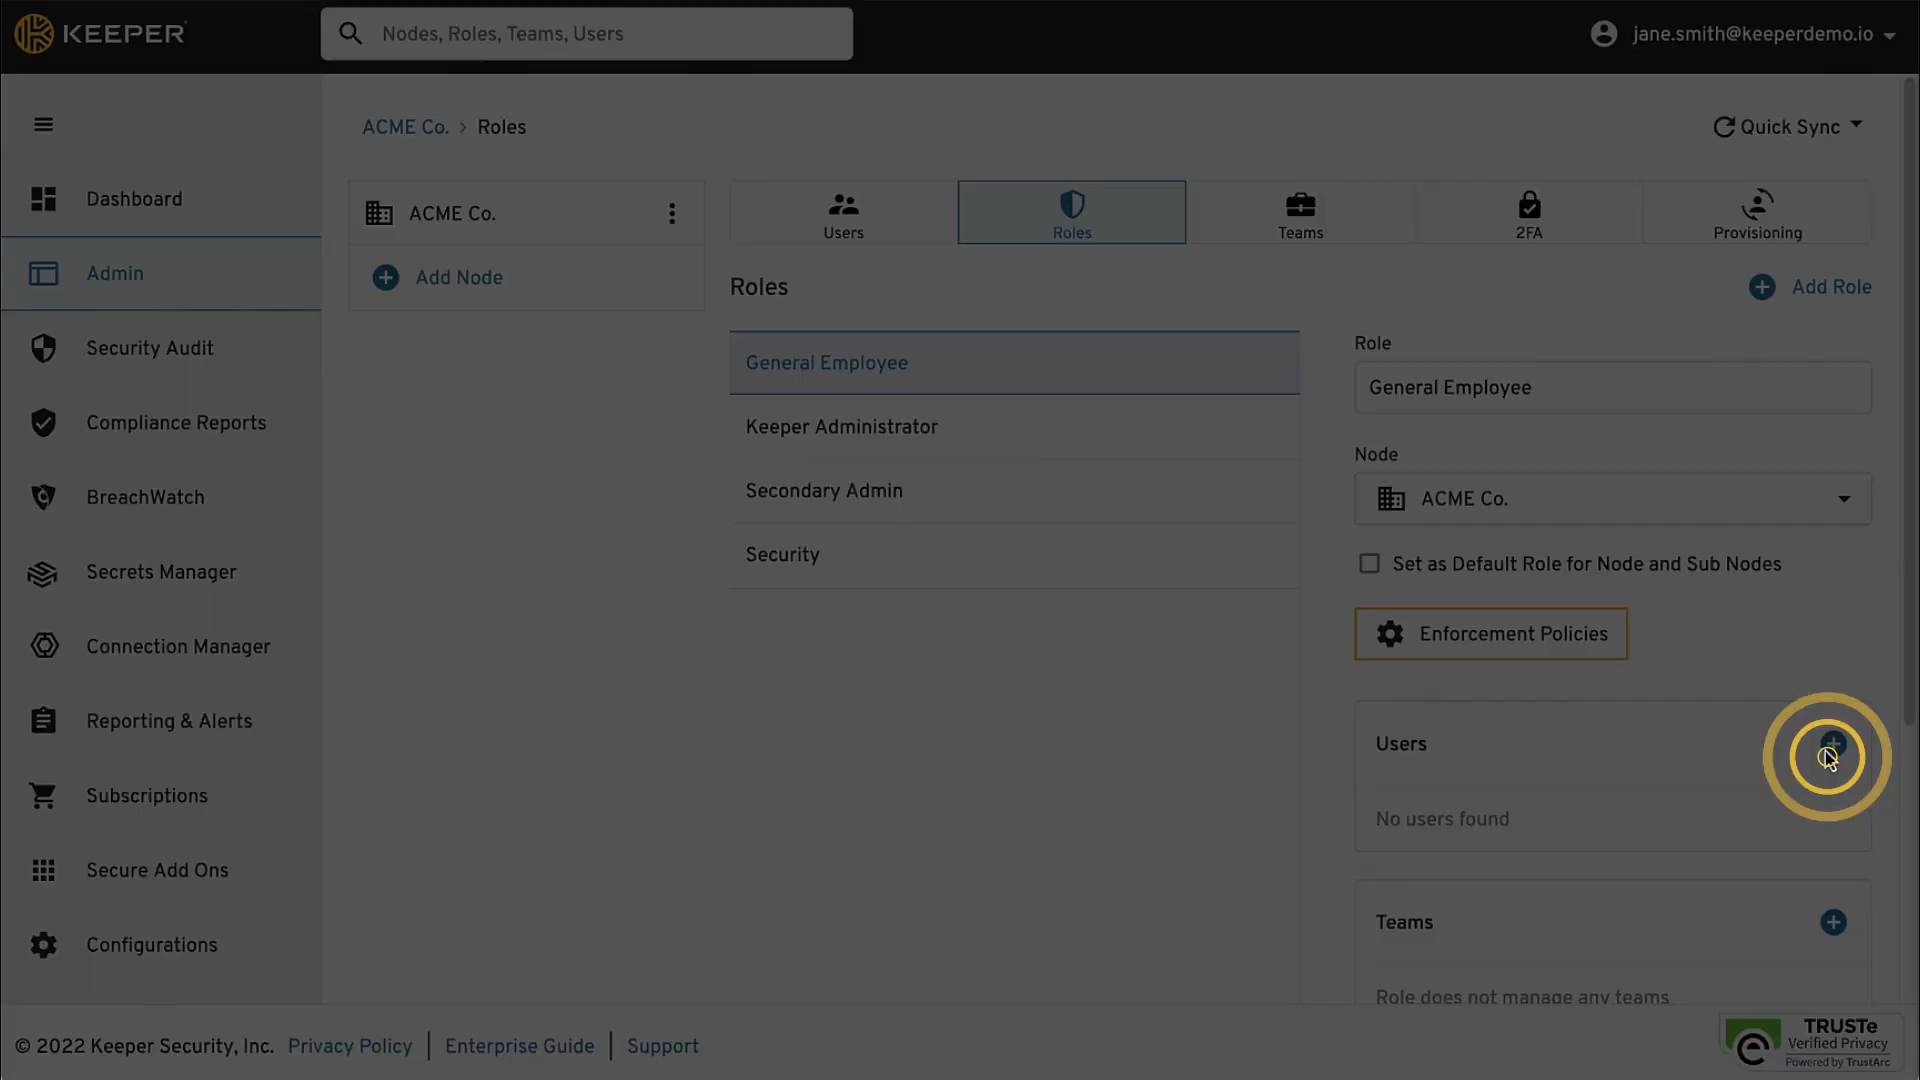 KEEPER
Nodes, Roles, Teams, Users
jane.smith@keeperdemo.io
ACME Co. > Roles
Quick Sync
Dashboard
Admin
Security Audit
Compliance Reports
BreachWatch
Secrets Manager
Connection Manager
Reporting & Alerts
Subscriptions
Secure Add Ons
Configurations
ACME Co.
Add Node
Users
Roles
Teams
2FA
Provisioning
Roles
Add Role
General Employee
Keeper Administrator
Secondary Admin
Security
Role
General Employee
Node
ACME Co.
Set as Default Role for Node and Sub Nodes
Enforcement Policies
Users
No users found
Teams
Role does not manage any teams
© 2022 Keeper Security, Inc. Privacy Policy | Enterprise Guide | Support
TRUSTe
Verified Privacy
Powered by TrustArc